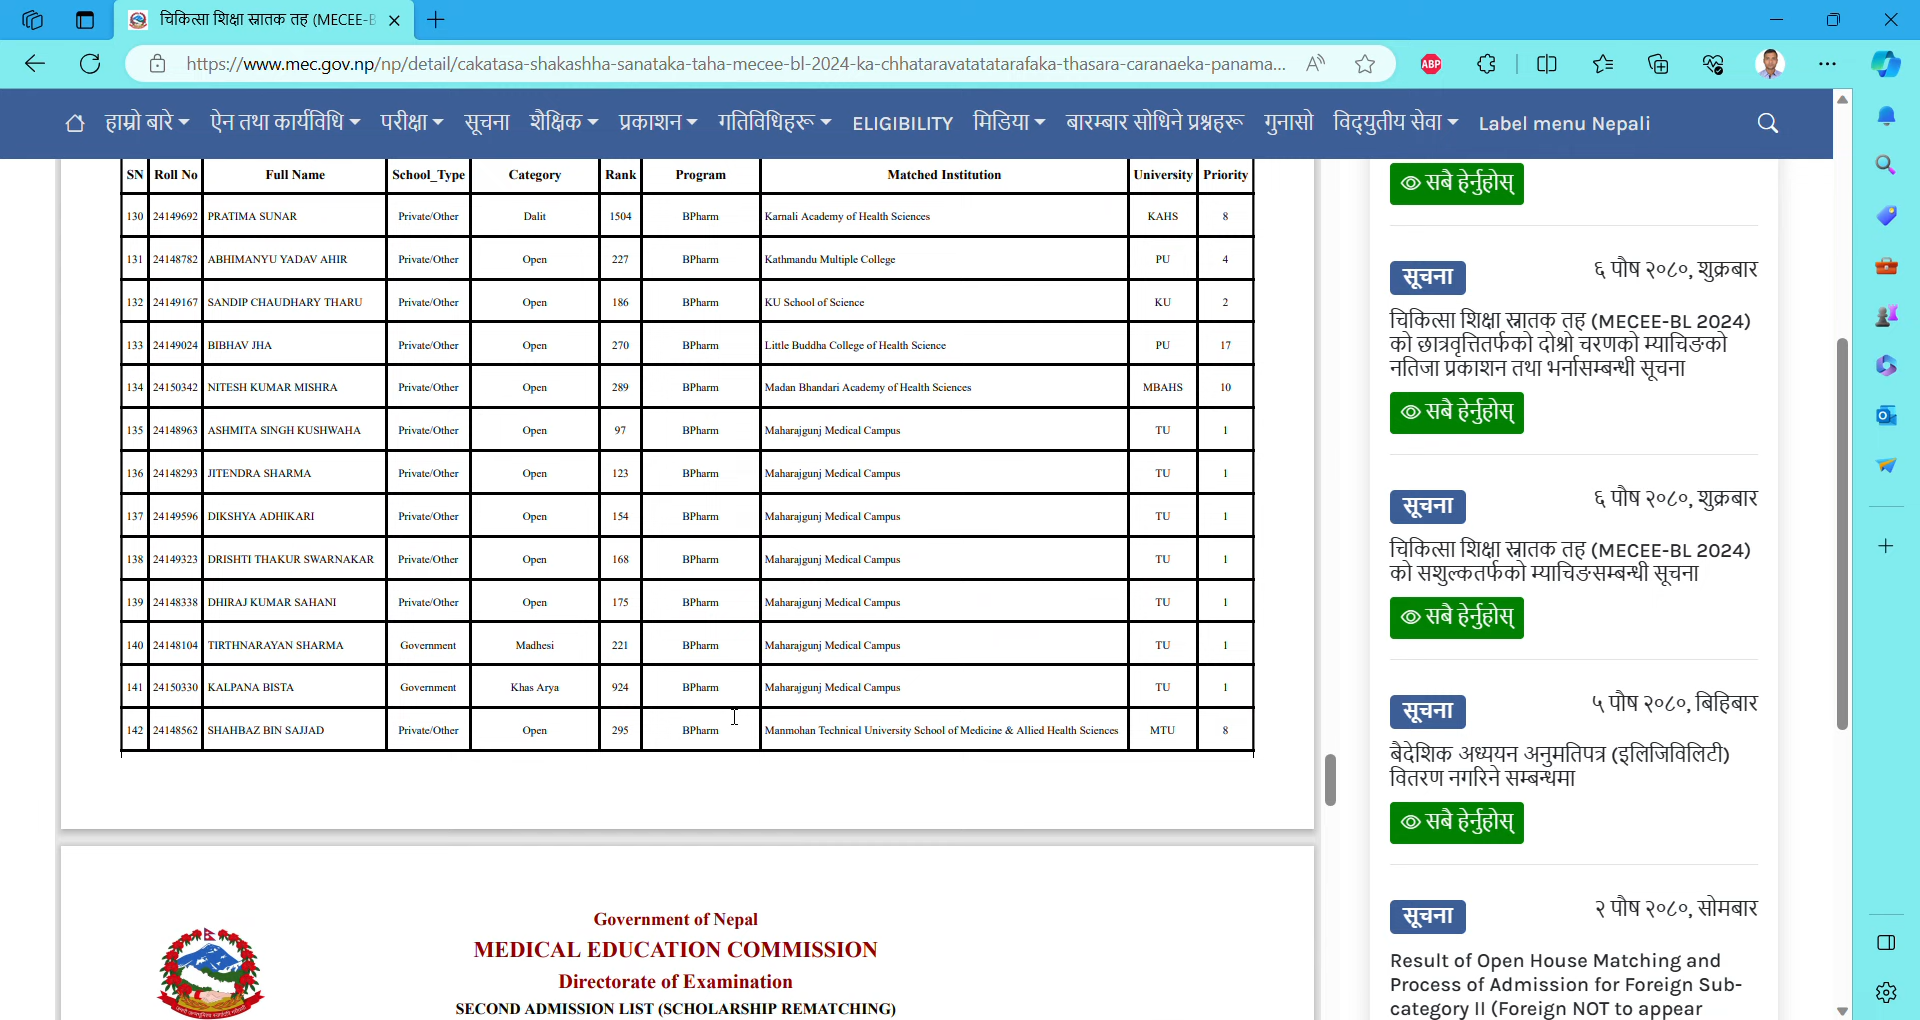 चिकित्सा शिक्षा स्नातक तह (MECEE-B
https://www.mec.gov.np/np/detail/cakatasa-shakashha-sanataka-taha-mecee-bl-2024-ka-chhataravatatatarafaka-thasara-caranaeka-panama...
ABP
हाम्रो बारे ऐन तथा कार्यविधि परीक्षा सूचना शैक्षिक प्रकाशन गतिविधिहरू ELIGIBILITY मिडिया बारम्बार सोधिने प्रश्नहरू गुनासो विद्युतीय सेवा Label menu Nepali
SN Roll No Full Name School_Type Category Rank Program Matched Institution University Priority
130 24149692 PRATIMA SUNAR Private/Other Dalit 1504 BPharm Karnali Academy of Health Sciences KAHS 8
131 24148782 ABHIMANYU YADAV AHIR Private/Other Open 227 BPharm Kathmandu Multiple College PU 4
132 24149167 SANDIP CHAUDHARY THARU Private/Other Open 186 BPharm KU School of Science KU 2
133 24149024 BIBHAV JHA Private/Other Open 270 BPharm Little Buddha College of Health Science PU 17
134 24150342 NITESH KUMAR MISHRA Private/Other Open 289 BPharm Madan Bhandari Academy of Health Sciences MBAHS 10
135 24148963 ASHMITA SINGH KUSHWAHA Private/Other Open 97 BPharm Maharajgunj Medical Campus TU 1
136 24148293 JITENDRA SHARMA Private/Other Open 123 BPharm Maharajgunj Medical Campus TU 1
137 24149596 DIKSHYA ADHIKARI Private/Other Open 154 BPharm Maharajgunj Medical Campus TU 1
138 24149323 DRISHTI THAKUR SWARNAKAR Private/Other Open 168 BPharm Maharajgunj Medical Campus TU 1
139 24148338 DHIRAJ KUMAR SAHANI Private/Other Open 175 BPharm Maharajgunj Medical Campus TU 1
140 24148104 TIRTHNARAYAN SHARMA Government Madhesi 221 BPharm Maharajgunj Medical Campus TU 1
141 24150330 KALPANA BISTA Government Khas Arya 924 BPharm Maharajgunj Medical Campus TU 1
142 24148562 SHAHBAZ BIN SAJJAD Private/Other Open 295 BPharm Manmohan Technical University School of Medicine & Allied Health Sciences MTU 8
Government of Nepal
MEDICAL EDUCATION COMMISSION
Directorate of Examination
SECOND ADMISSION LIST (SCHOLARSHIP REMATCHING)
सबै हेर्नुहोस्
सूचना ६ पौष २०८०, शुक्रबार
चिकित्सा शिक्षा स्नातक तह (MECEE-BL 2024)
को छात्रवृत्तितर्फको दोश्रो चरणको म्याचिङको
नतिजा प्रकाशन तथा भर्नासम्बन्धी सूचना
सबै हेर्नुहोस्
सूचना ६ पौष २०८०, शुक्रबार
चिकित्सा शिक्षा स्नातक तह (MECEE-BL 2024)
को सशुल्कतर्फको म्याचिङसम्बन्धी सूचना
सबै हेर्नुहोस्
सूचना ५ पौष २०८०, बिहिबार
बैदेशिक अध्ययन अनुमतिपत्र (इलिजिविलिटी)
वितरण नगरिने सम्बन्धमा
सबै हेर्नुहोस्
सूचना २ पौष २०८०, सोमबार
Result of Open House Matching and
Process of Admission for Foreign Sub-
category II (Foreign NOT to appear